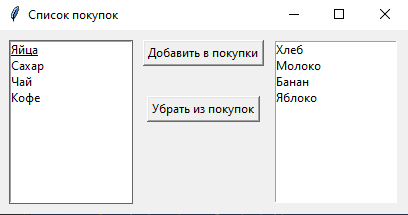 Список покупок
Яйца
Сахар
Чай
Кофе
Добавить в покупки
Убрать из покупок
Хлеб
Молоко
Банан
Яблоко